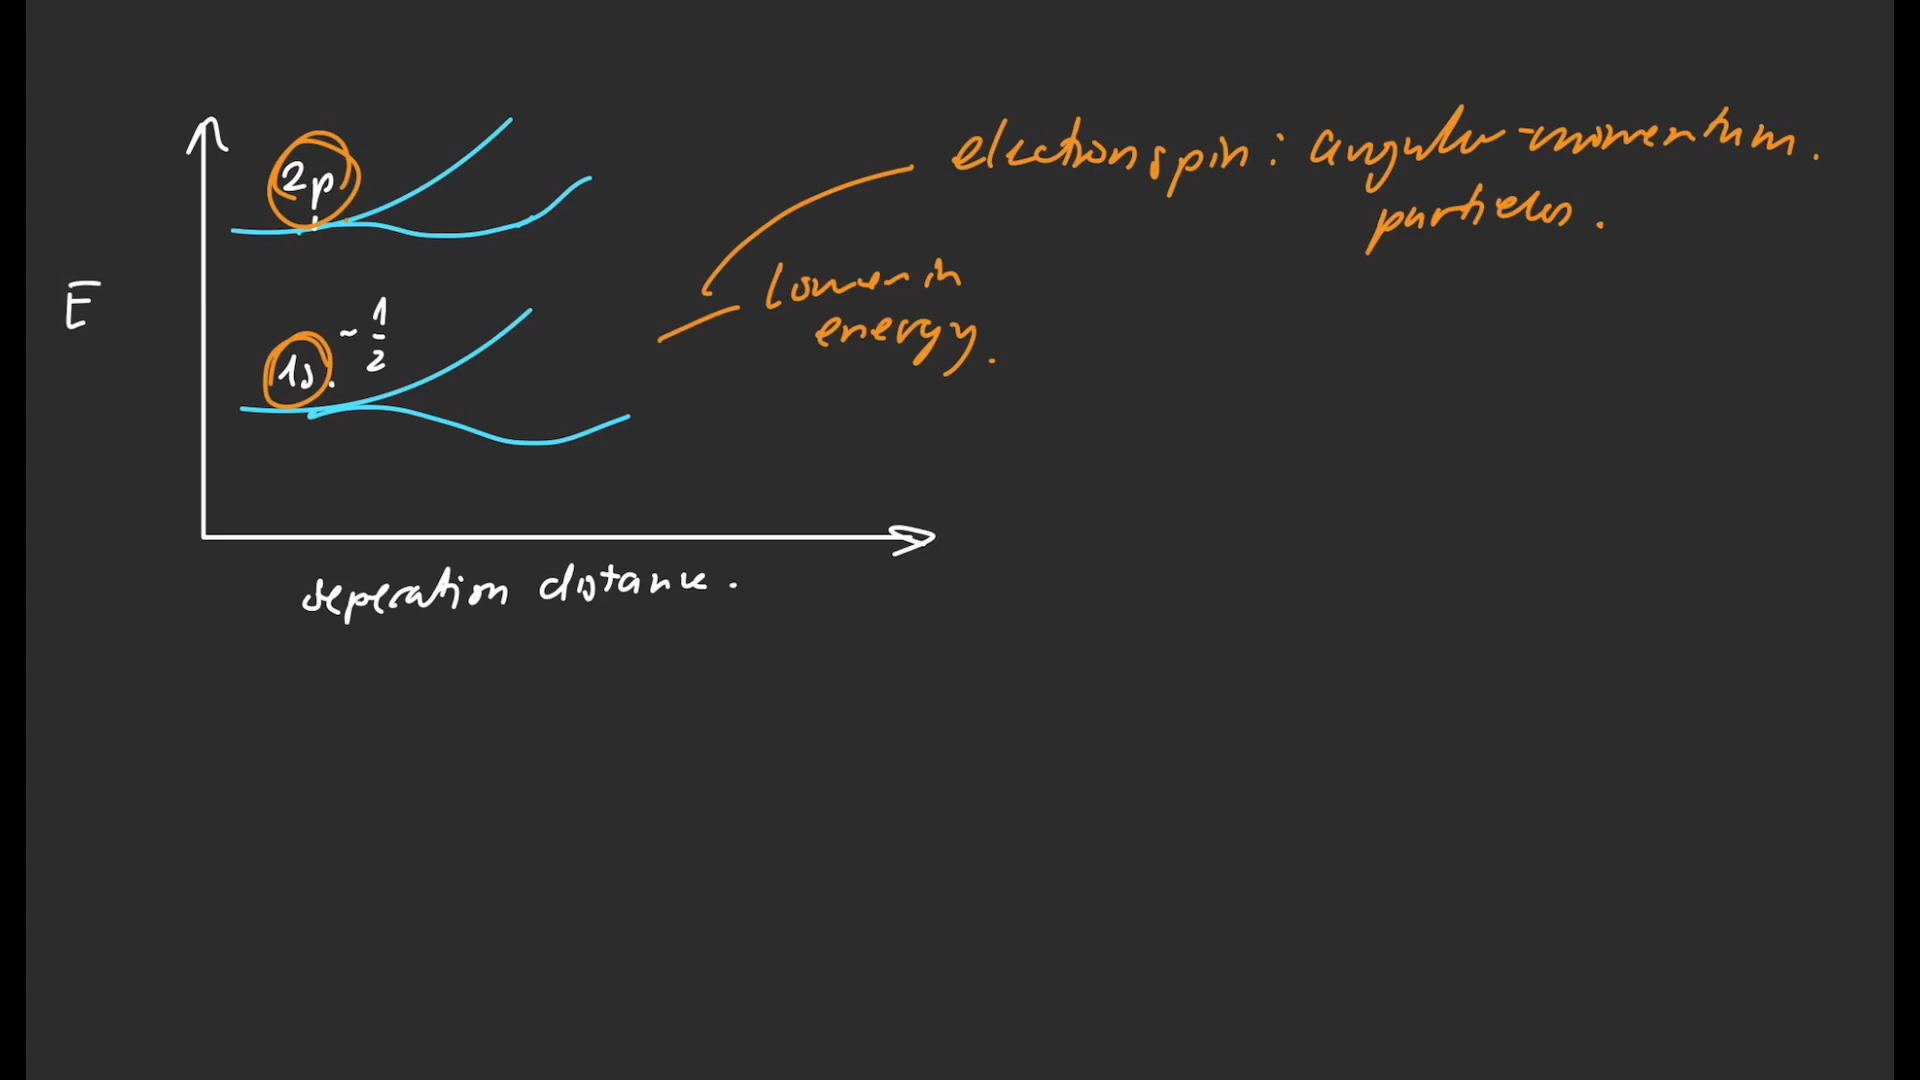 electron spin: angular-momentum.
particles.
2p
lower in
energy.
E
1s. ~ 1/2
seperation distance.